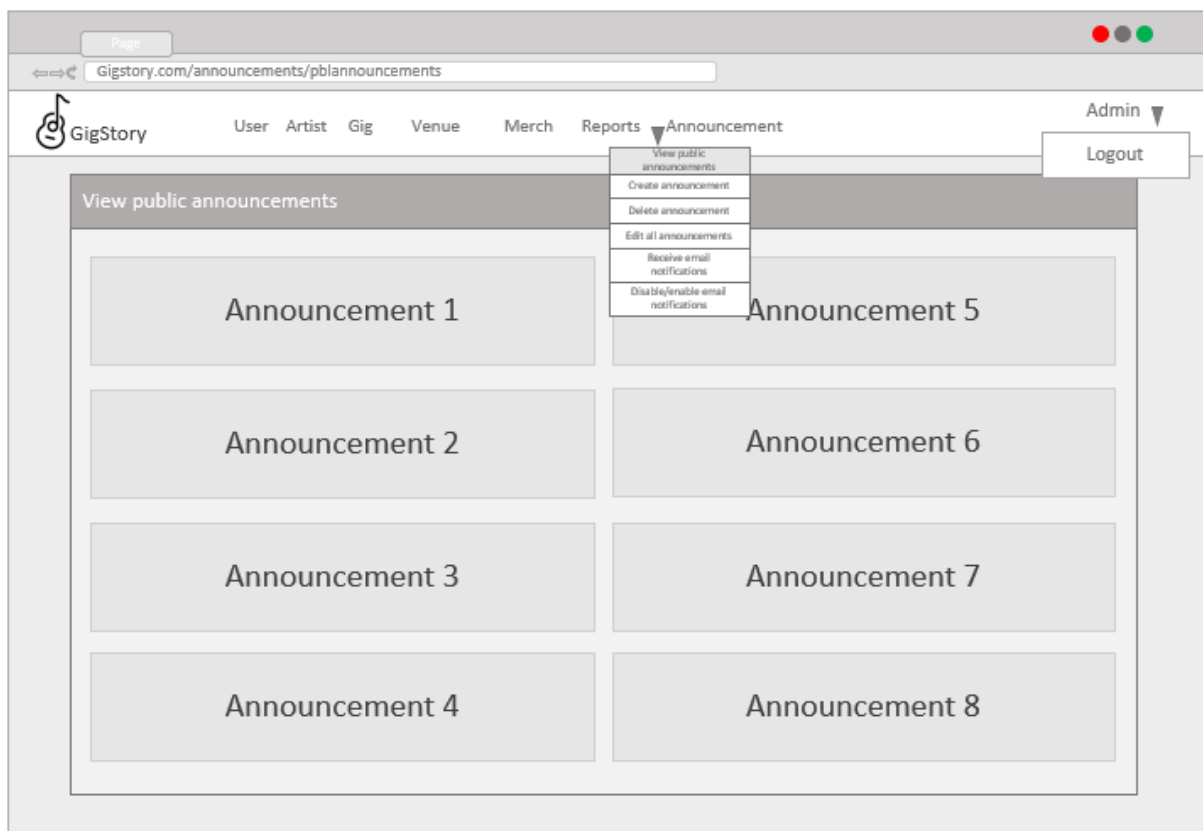 Page
Gigstory.com/announcements/pblannouncements
GigStory
User Artist Gig Venue Merch Reports Announcement
Admin
Logout
View public
announcements
Create announcement
Delete announcement
Edit all announcements
Receive email
notifications
Disable/enable email
notifications
View public announcements
Announcement 1
Announcement 5
Announcement 2
Announcement 6
Announcement 3
Announcement 7
Announcement 4
Announcement 8